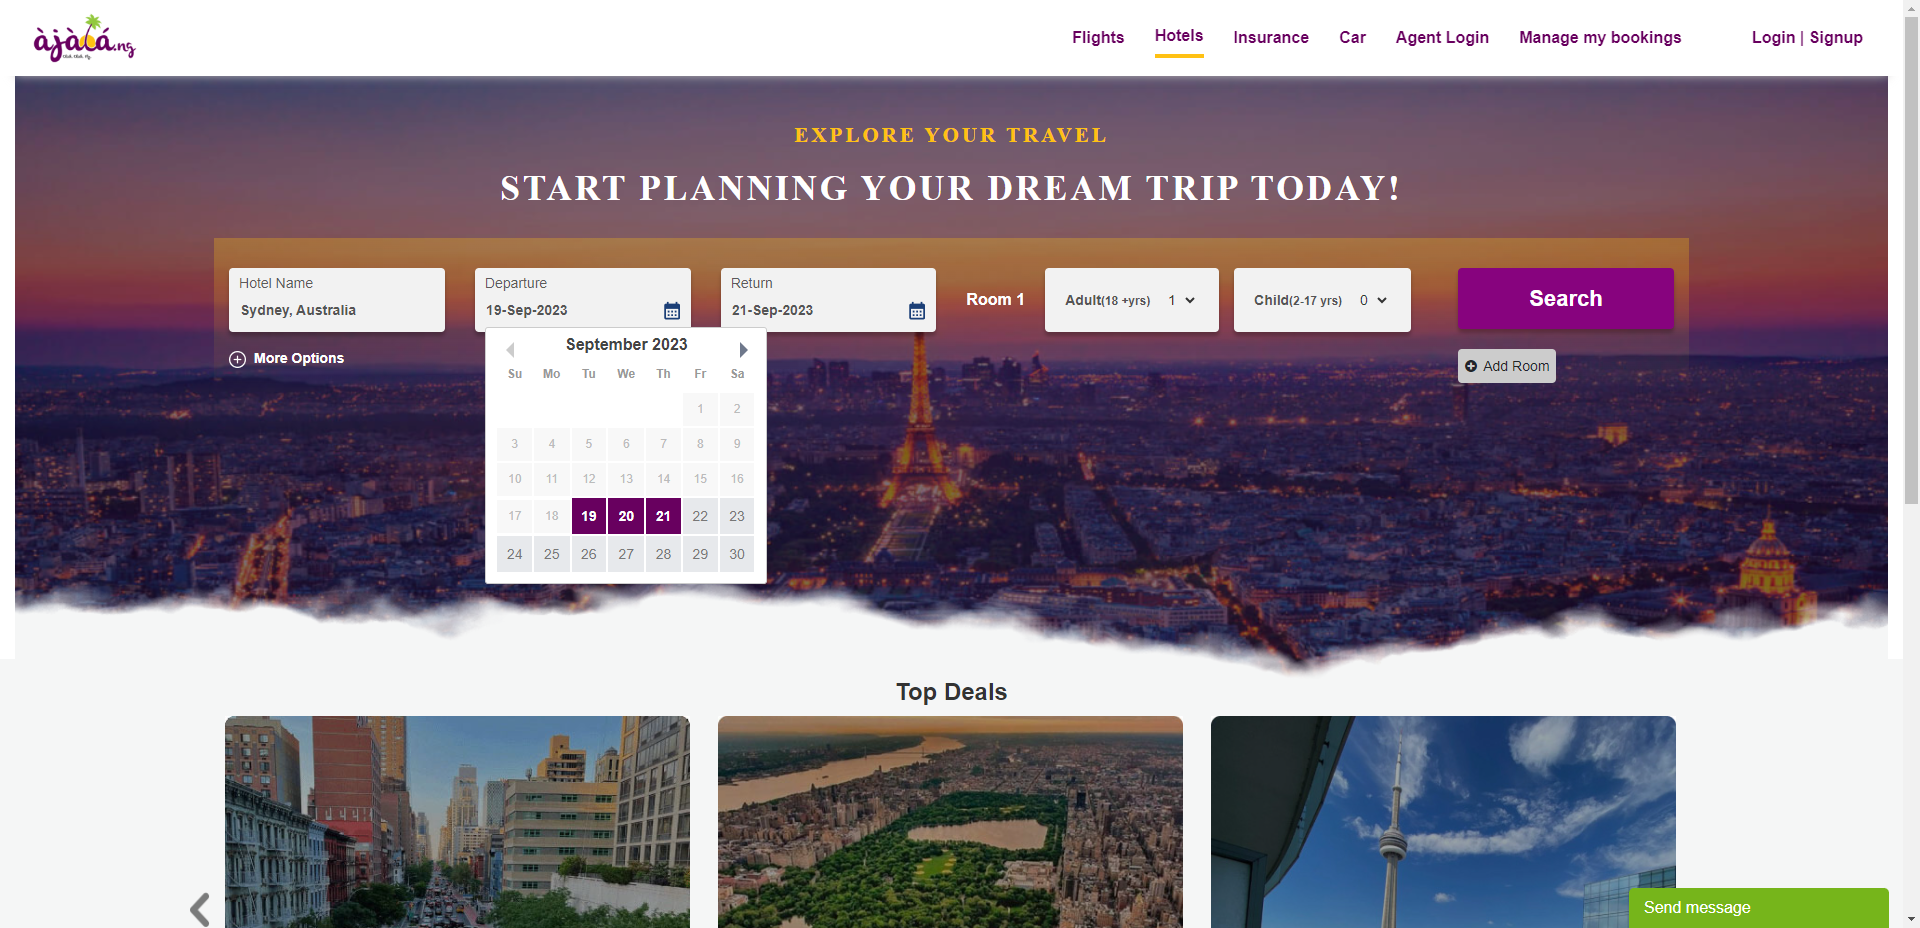 àjàlá.ng
Flights
Hotels
Insurance
Car
Agent Login
Manage my bookings
Login | Signup
EXPLORE YOUR TRAVEL
START PLANNING YOUR DREAM TRIP TODAY!
Hotel Name
Sydney, Australia
Departure
19-Sep-2023
Return
21-Sep-2023
Room 1
Adult(18 +yrs) 1
Child(2-17 yrs) 0
Search
More Options
Add Room
September 2023
Su Mo Tu We Th Fr Sa
1 2
3 4 5 6 7 8 9
10 11 12 13 14 15 16
17 18 19 20 21 22 23
24 25 26 27 28 29 30
Top Deals
Send message